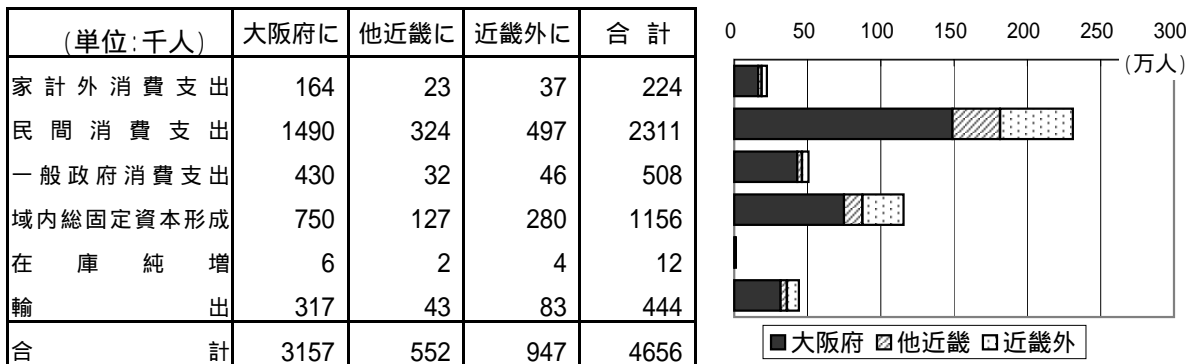 (単位:千人) 大阪府に 他近畿に 近畿外に 合計
家計外消費支出 164 23 37 224
民間消費支出 1490 324 497 2311
一般政府消費支出 430 32 46 508
域内総固定資本形成 750 127 280 1156
在庫純増 6 2 4 12
輸出 317 43 83 444
合計 3157 552 947 4656
0 50 100 150 200 250 300
(万人)
大阪府 他近畿 近畿外